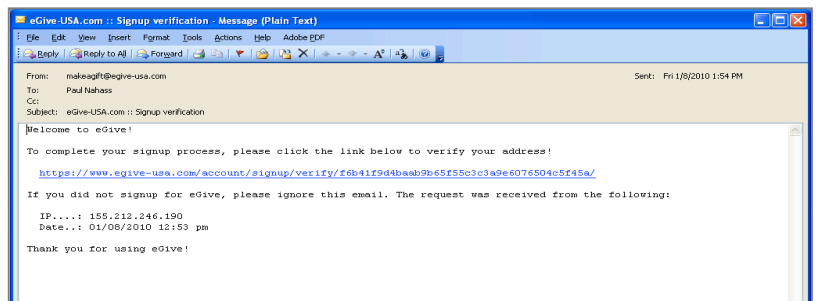 eGive-USA.com :: Signup verification - Message (Plain Text)
File Edit View Insert Format Tools Actions Help Adobe PDF
Reply Reply to All Forward
From: makeagift@egive-usa.com Sent: Fri 1/8/2010 1:54 PM
To: Paul Nahass
Cc:
Subject: eGive-USA.com :: Signup verification
Welcome to eGive!
To complete your signup process, please click the link below to verify your address!
https://www.egive-usa.com/account/signup/verify/f6b41f9d4baab9b65f55c3c3a9e6076504c5f45a/
If you did not signup for eGive, please ignore this email. The request was received from the following:
IP....: 155.212.246.190
Date..: 01/08/2010 12:53 pm
Thank you for using eGive!